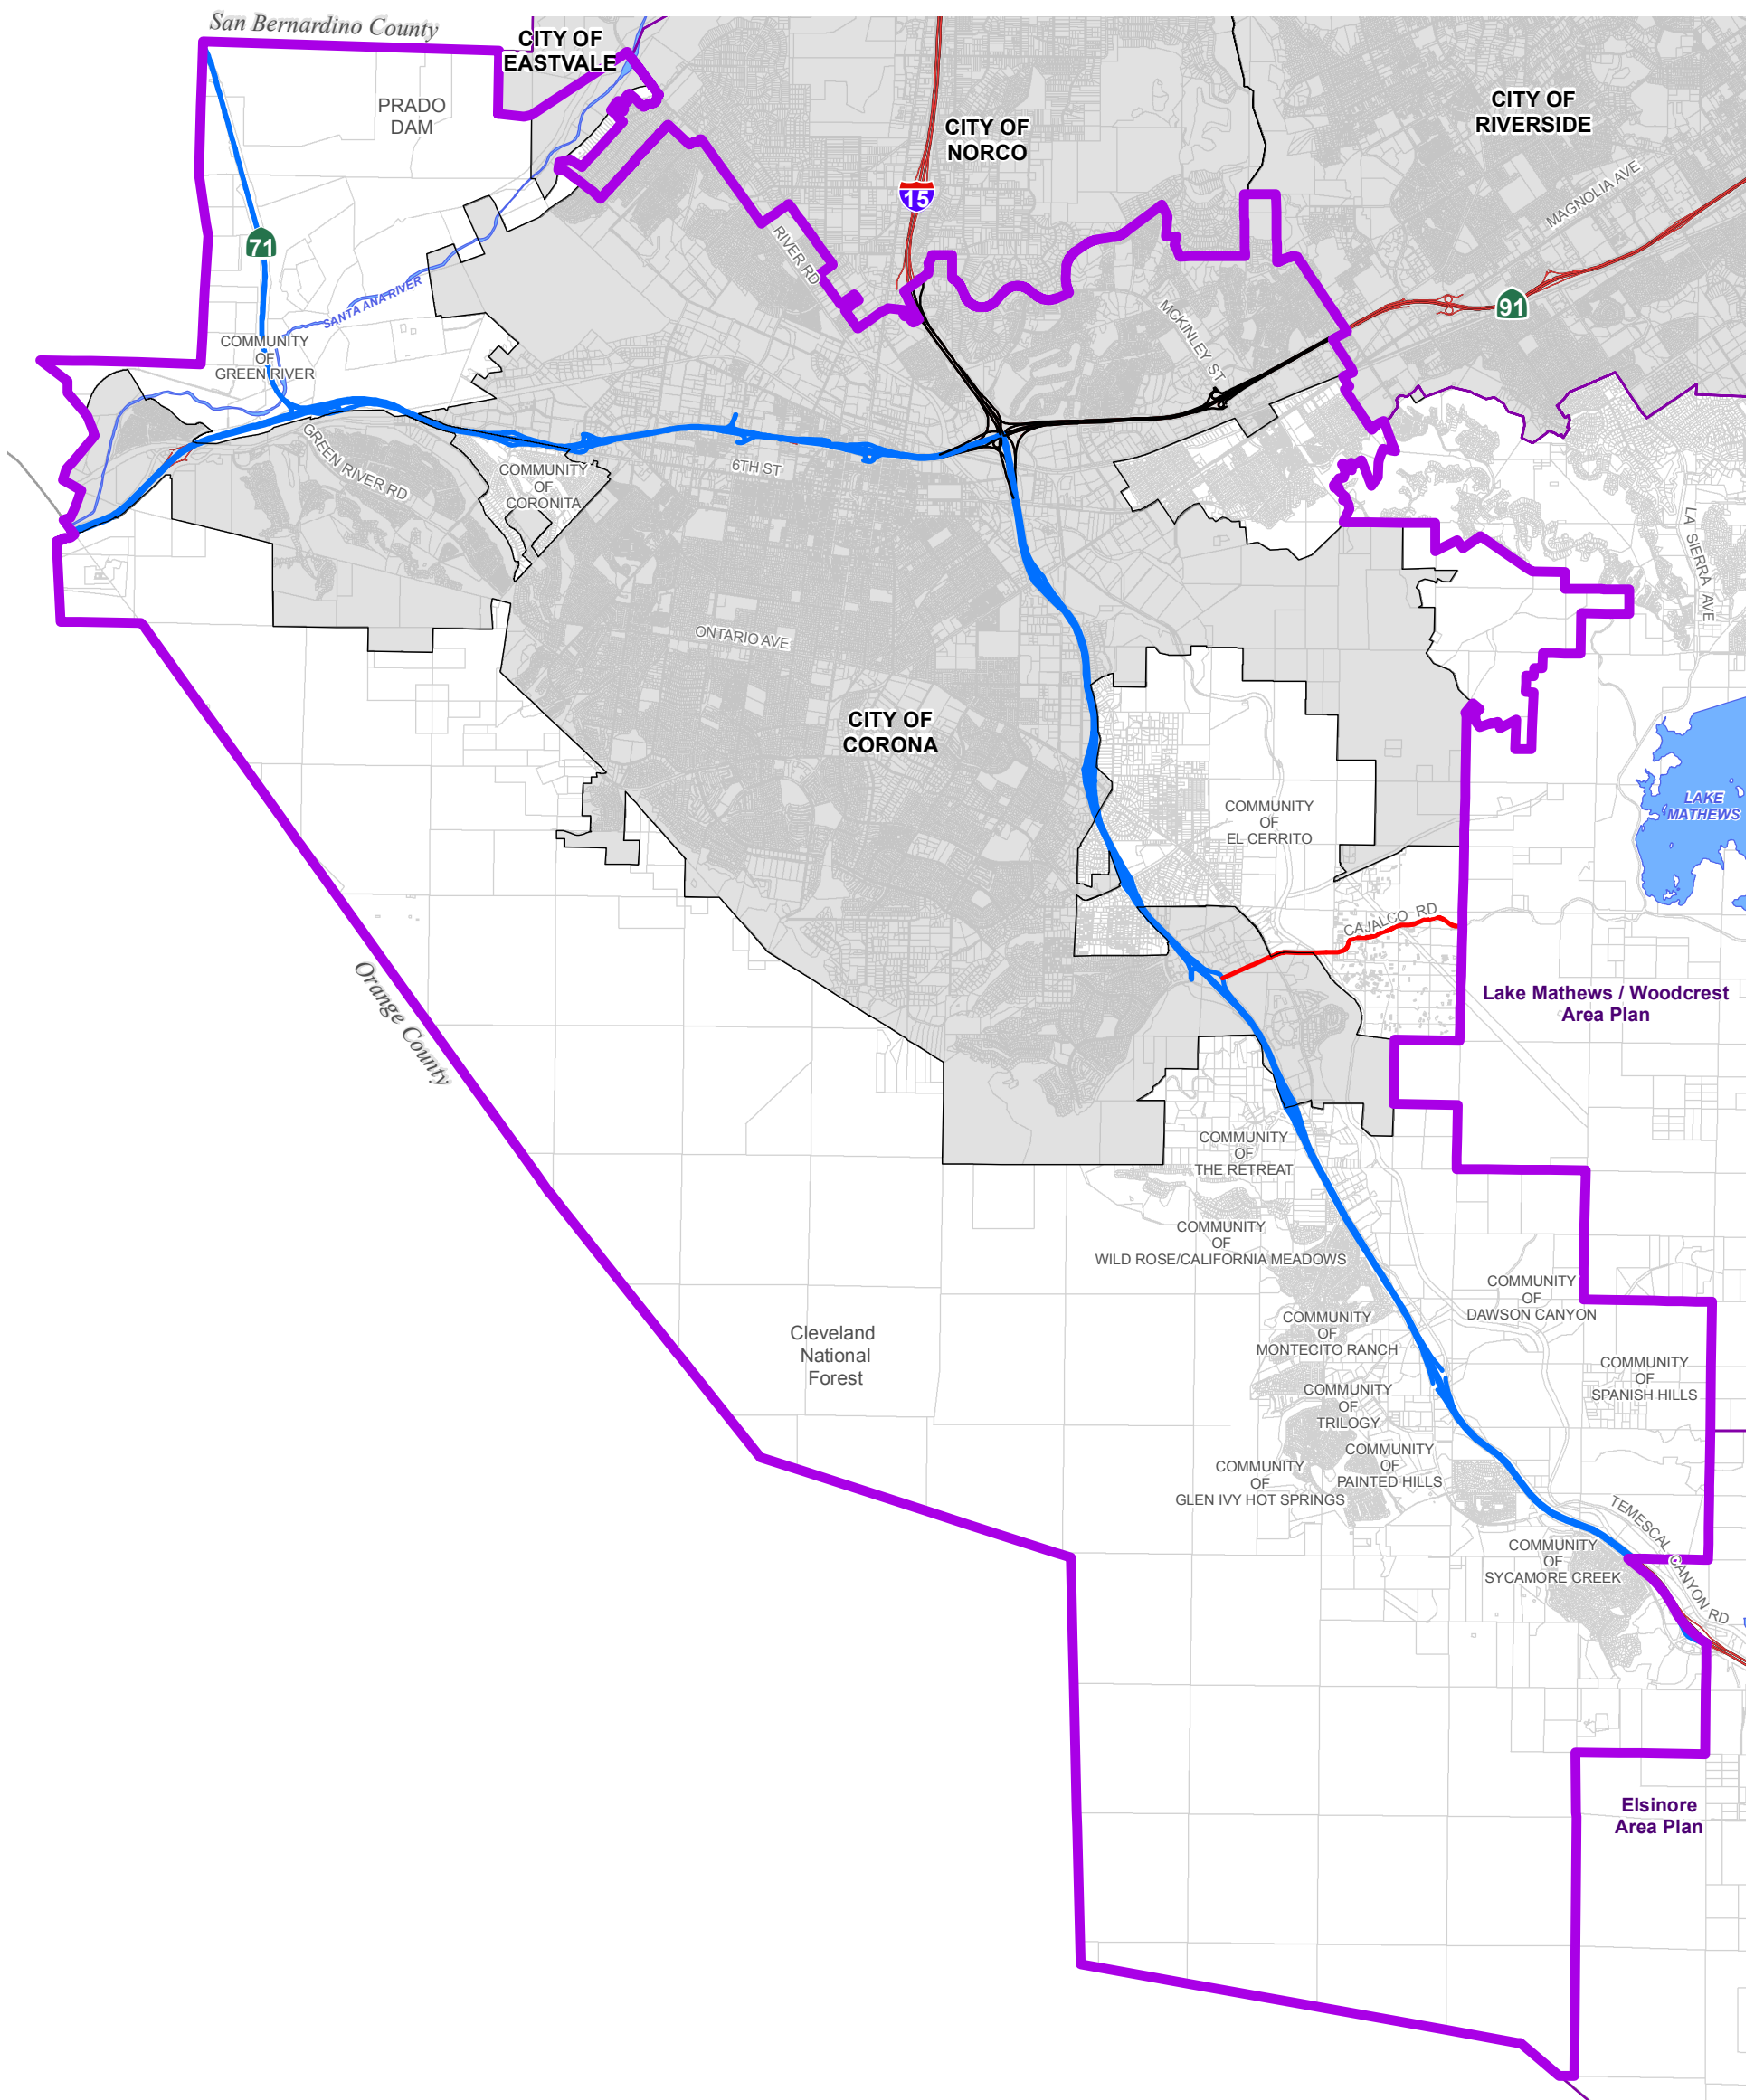 San Bernardino County
CITY OF
EASTVALE
PRADO
DAM
CITY OF
NORCO
CITY OF
RIVERSIDE
MAGNOLIA AVE
15
71
RIVER RD
SANTA ANA RIVER
91
MCKINLEY ST
COMMUNITY
OF
GREEN RIVER
GREEN RIVER RD
COMMUNITY
OF
CORONITA
6TH ST
LA SIERRA AVE
ONTARIO AVE
CITY OF
CORONA
COMMUNITY
OF
EL CERRITO
LAKE
MATHEWS
CAJALCO RD
Orange County
Lake Mathews / Woodcrest
Area Plan
COMMUNITY
OF
THE RETREAT
COMMUNITY
OF
WILD ROSE/CALIFORNIA MEADOWS
COMMUNITY
OF
DAWSON CANYON
COMMUNITY
OF
MONTECITO RANCH
Cleveland
National
Forest
COMMUNITY
OF
SPANISH HILLS
COMMUNITY
OF
TRILOGY
COMMUNITY
OF
PAINTED HILLS
COMMUNITY
OF
GLEN IVY HOT SPRINGS
TEMESCAL CANYON RD
COMMUNITY
OF
SYCAMORE CREEK
Elsinore
Area Plan